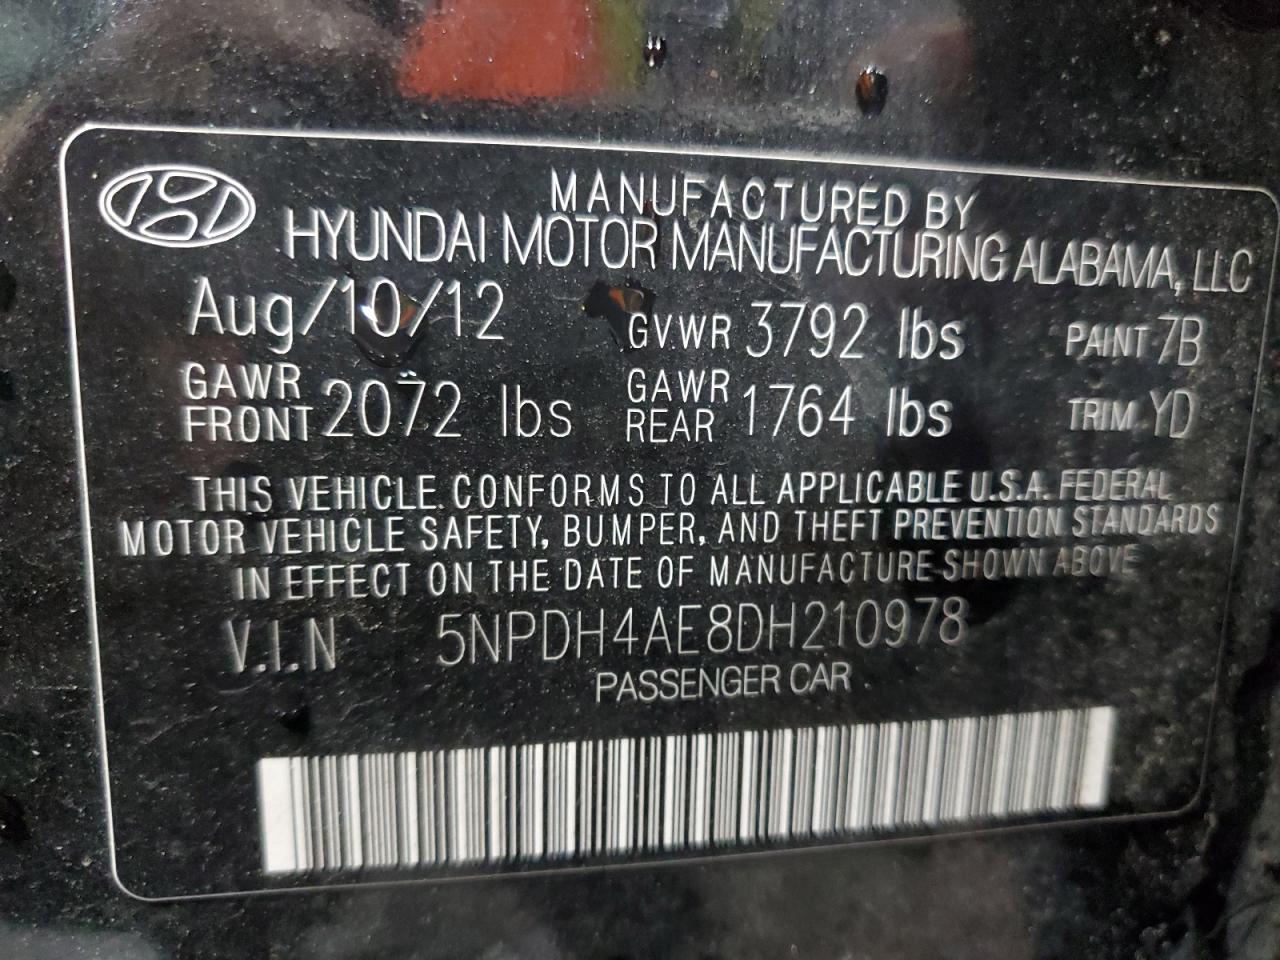 MANUFACTURED BY
HYUNDAI MOTOR MANUFACTURING ALABAMA, LLC
Aug/10/12 GVWR 3792 lbs PAINT 7B
GAWR FRONT 2072 lbs GAWR REAR 1764 lbs TRIM YD
THIS VEHICLE CONFORMS TO ALL APPLICABLE U.S.A. FEDERAL
MOTOR VEHICLE SAFETY, BUMPER, AND THEFT PREVENTION STANDARDS
IN EFFECT ON THE DATE OF MANUFACTURE SHOWN ABOVE
V.I.N 5NPDH4AE8DH210978
PASSENGER CAR